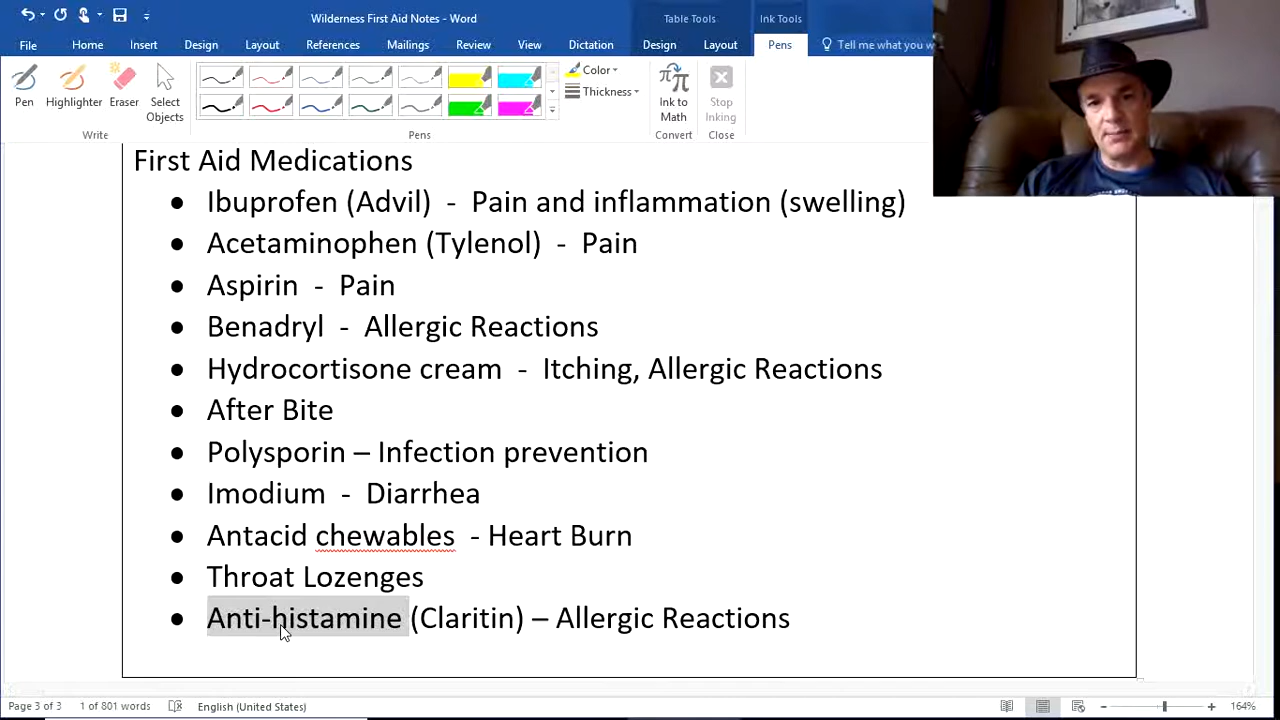 Wilderness First Aid Notes - Word
Table Tools
Ink Tools
File
Home
Insert
Design
Layout
References
Mailings
Review
View
Dictation
Design
Layout
Pens
Tell me what you w
Pen
Highlighter
Eraser
Select Objects
Color
Thickness
Ink to Math
Stop Inking
Write
Pens
Convert
Close
First Aid Medications
• Ibuprofen (Advil) - Pain and inflammation (swelling)
• Acetaminophen (Tylenol) - Pain
• Aspirin - Pain
• Benadryl - Allergic Reactions
• Hydrocortisone cream - Itching, Allergic Reactions
• After Bite
• Polysporin – Infection prevention
• Imodium - Diarrhea
• Antacid chewables - Heart Burn
• Throat Lozenges
• Anti-histamine (Claritin) – Allergic Reactions
Page 3 of 3
1 of 801 words
English (United States)
164%